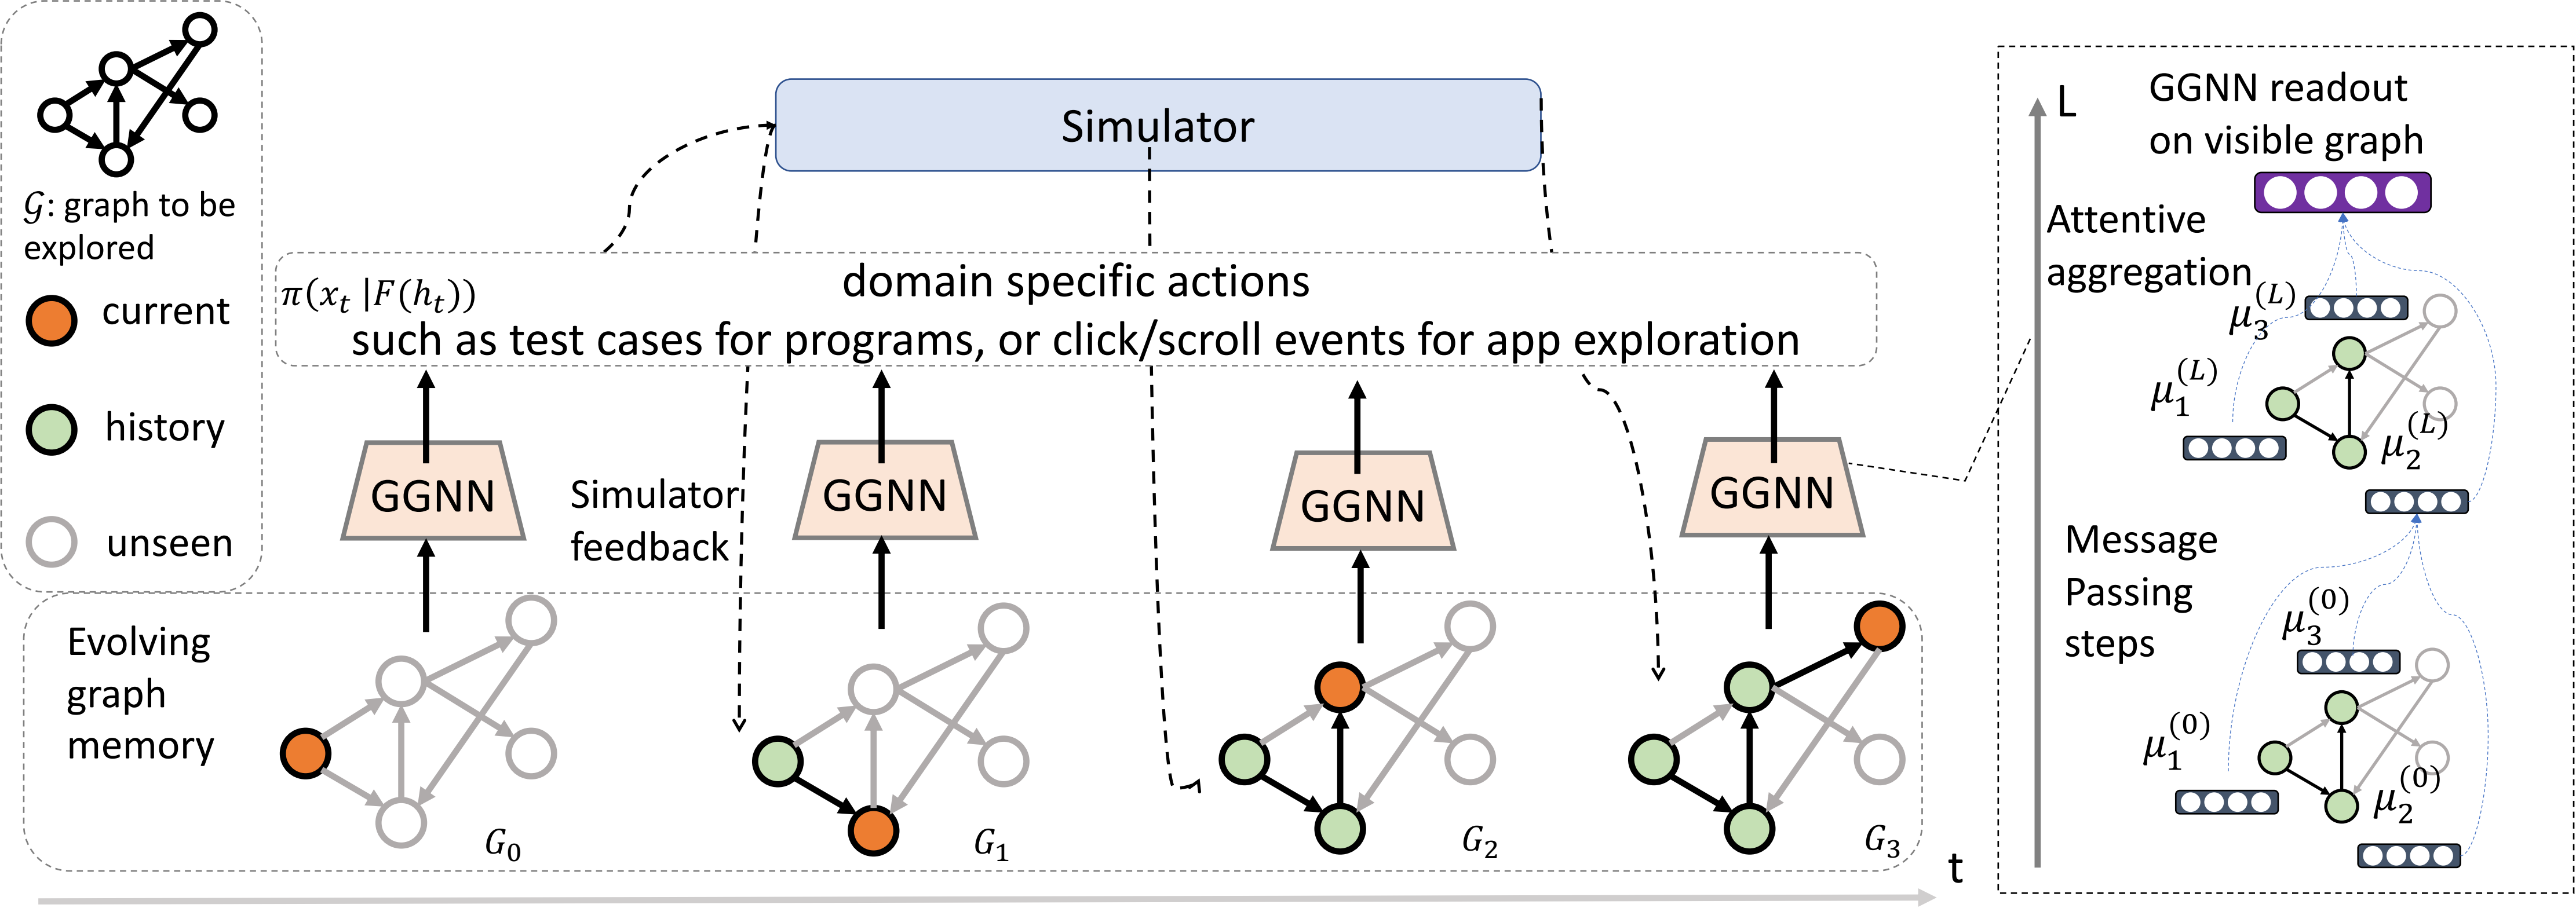 𝒢: graph to be
explored
current
history
unseen
Simulator
π(x_t |F(h_t))
domain specific actions
such as test cases for programs, or click/scroll events for app exploration
GGNN
Simulator
feedback
GGNN
GGNN
GGNN
Evolving
graph
memory
G_0
G_1
G_2
G_3
t
L
GGNN readout
on visible graph
Attentive
aggregation
μ_3^{(L)}
μ_1^{(L)}
μ_2^{(L)}
Message
Passing
steps
μ_3^{(0)}
μ_1^{(0)}
μ_2^{(0)}